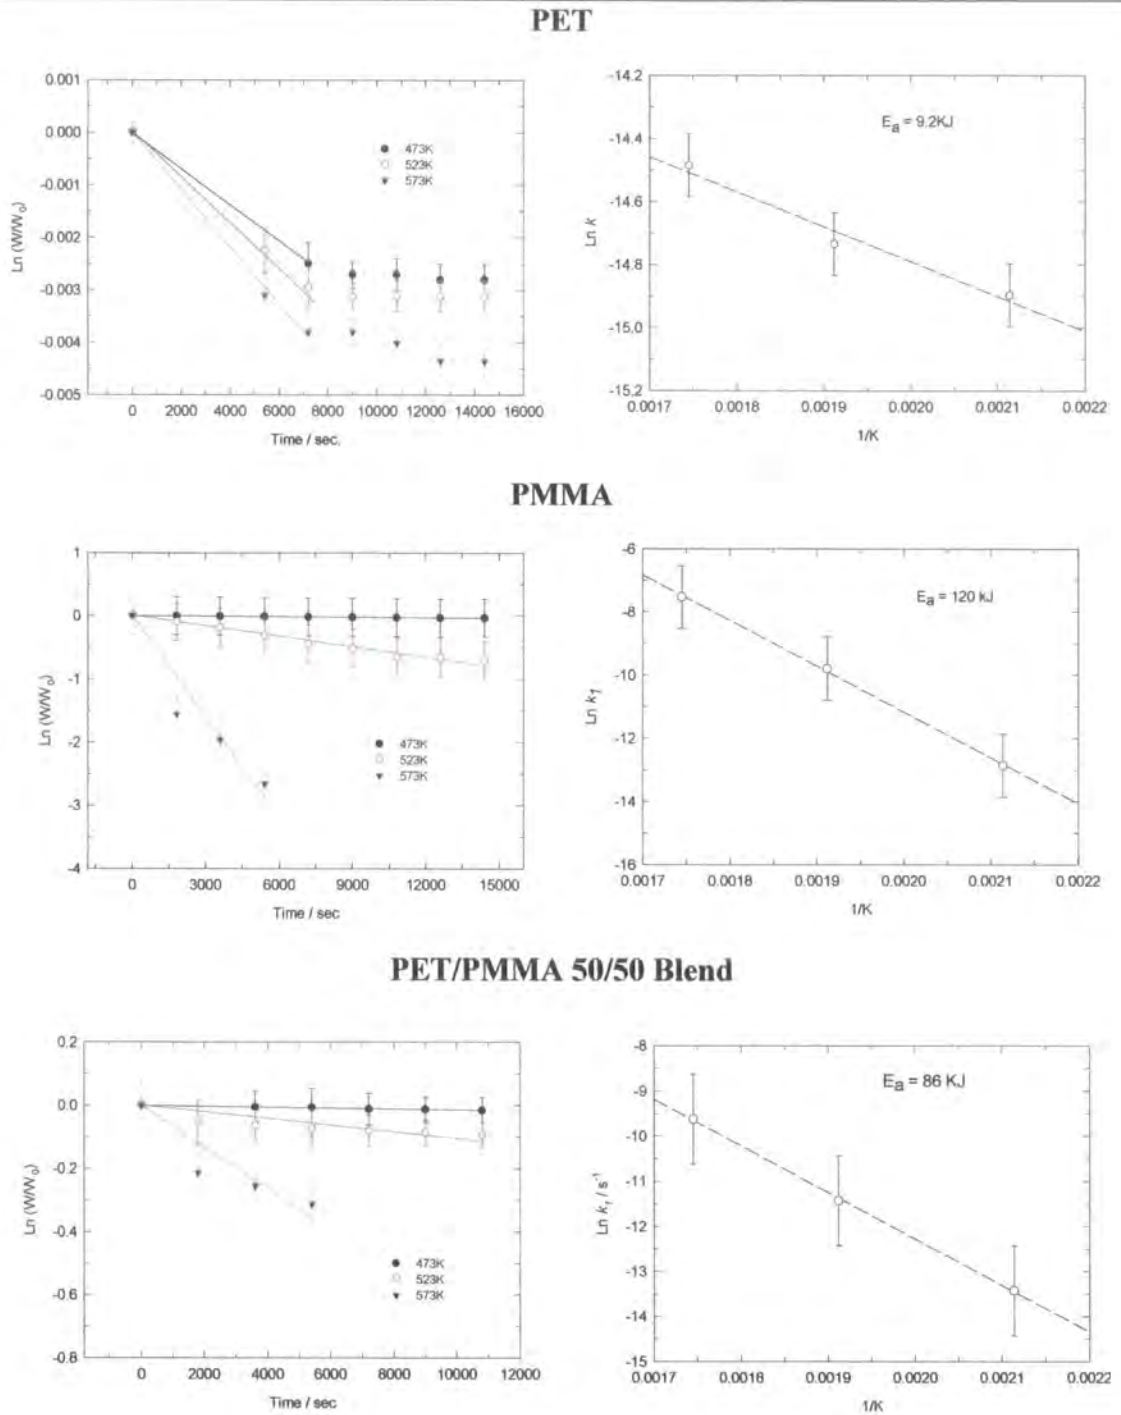 PET
0.001
0.000
-0.001
-0.002
-0.003
-0.004
-0.005
Ln (W/W0)
473K
523K
573K
0 2000 4000 6000 8000 10000 12000 14000 16000
Time / sec.
-14.2
-14.4
-14.6
-14.8
-15.0
-15.2
Ln k
Ea = 9.2KJ
0.0017 0.0018 0.0019 0.0020 0.0021 0.0022
1/K
PMMA
1
0
-1
-2
-3
-4
Ln (W/W0)
473K
523K
573K
0 3000 6000 9000 12000 15000
Time / sec
-6
-8
-10
-12
-14
-16
Ln k1
Ea = 120 kJ
0.0017 0.0018 0.0019 0.0020 0.0021 0.0022
1/K
PET/PMMA 50/50 Blend
0.2
0.0
-0.2
-0.4
-0.6
-0.8
Ln (W/W0)
473K
523K
573K
0 2000 4000 6000 8000 10000 12000
Time / sec
-8
-9
-10
-11
-12
-13
-14
-15
Ln k1 / s-1
Ea = 86 KJ
0.0017 0.0018 0.0019 0.0020 0.0021 0.0022
1/K